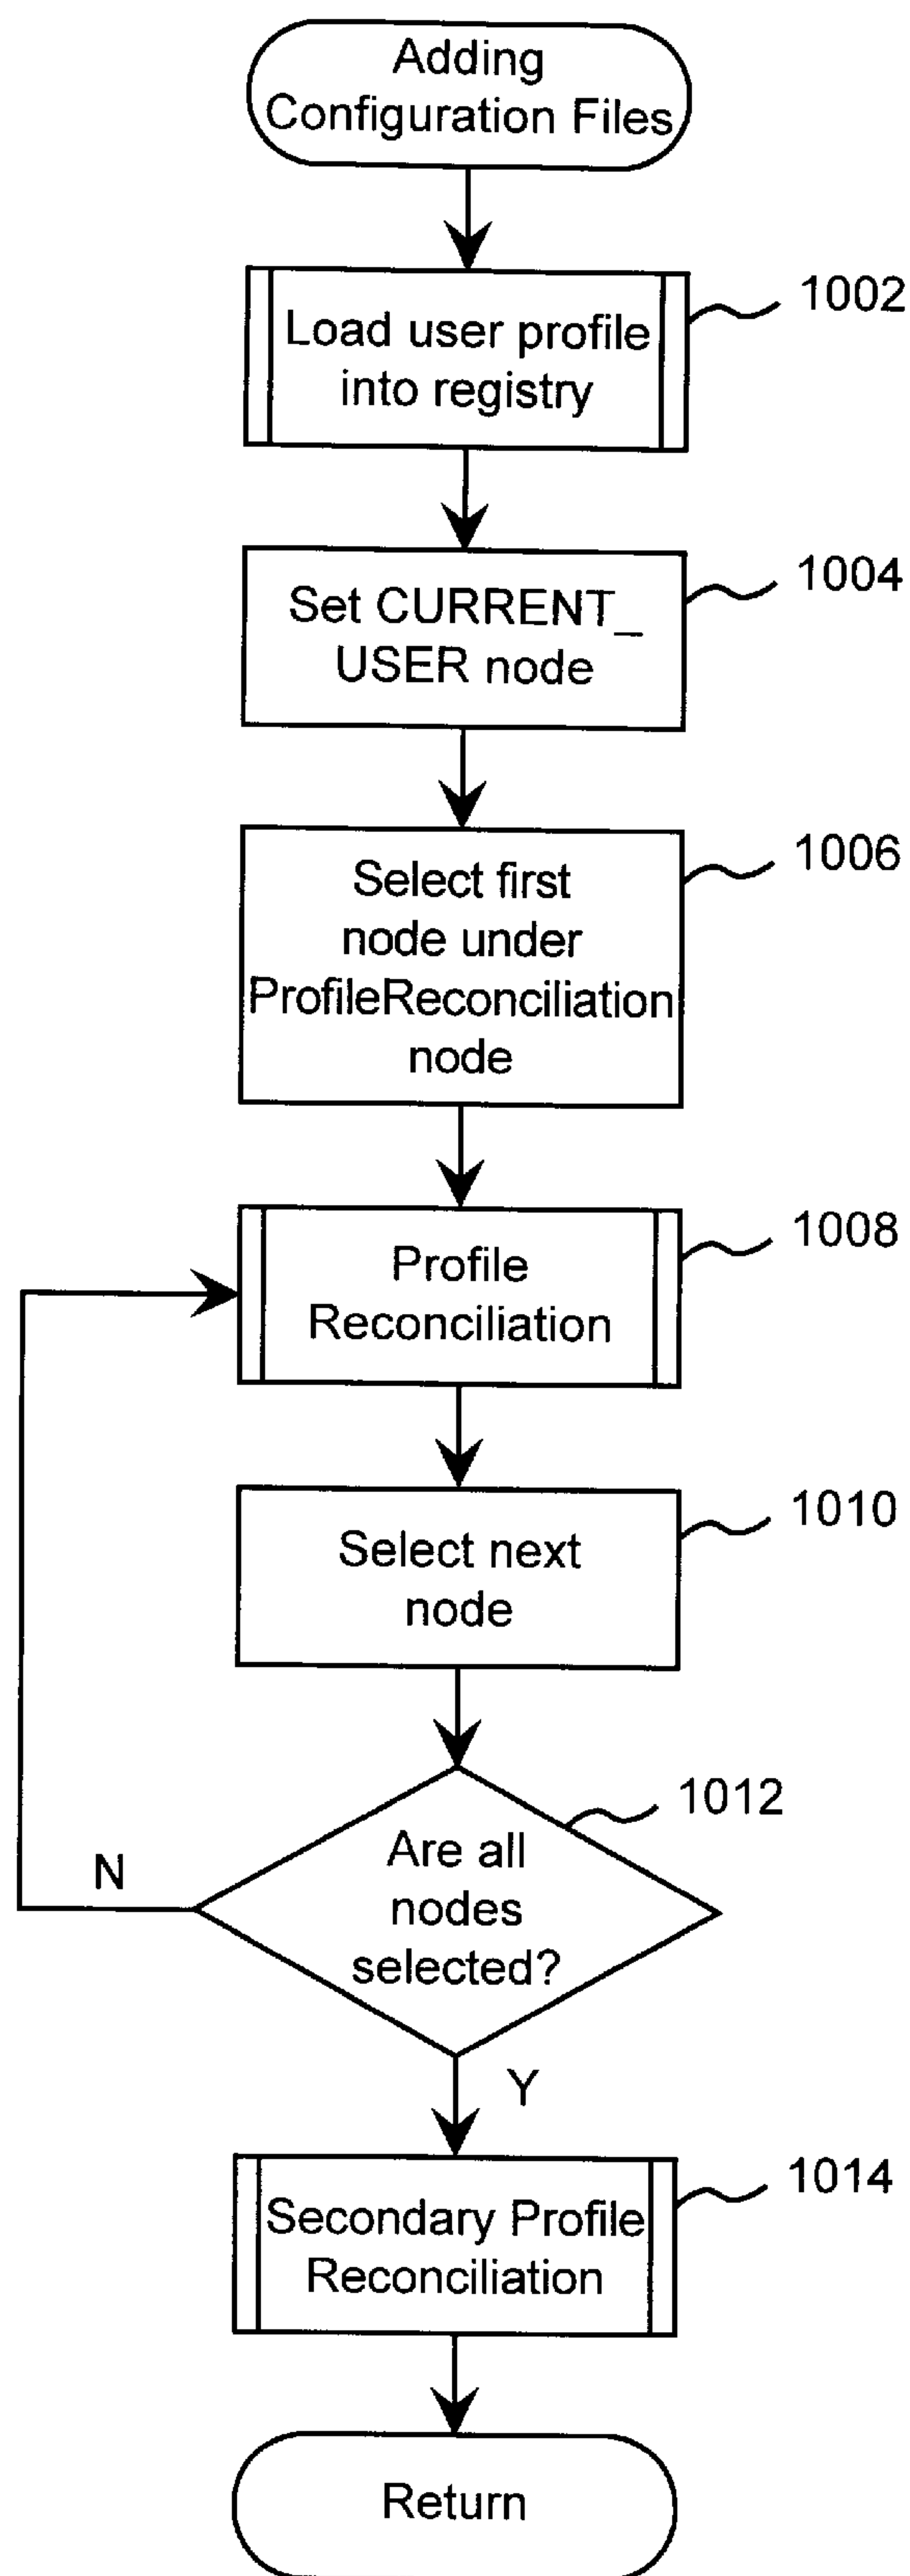 Adding
Configuration Files
Load user profile
into registry
1002
Set CURRENT_
USER node
1004
Select first
node under
ProfileReconciliation
node
1006
Profile
Reconciliation
1008
Select next
node
1010
Are all
nodes
selected?
1012
N
Y
Secondary Profile
Reconciliation
1014
Return